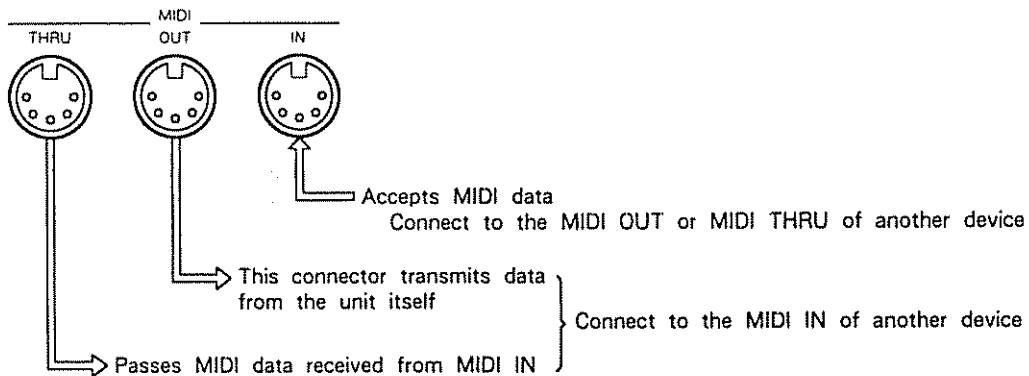 MIDI
THRU OUT IN
Accepts MIDI data
Connect to the MIDI OUT or MIDI THRU of another device
This connector transmits data
from the unit itself
Connect to the MIDI IN of another device
Passes MIDI data received from MIDI IN